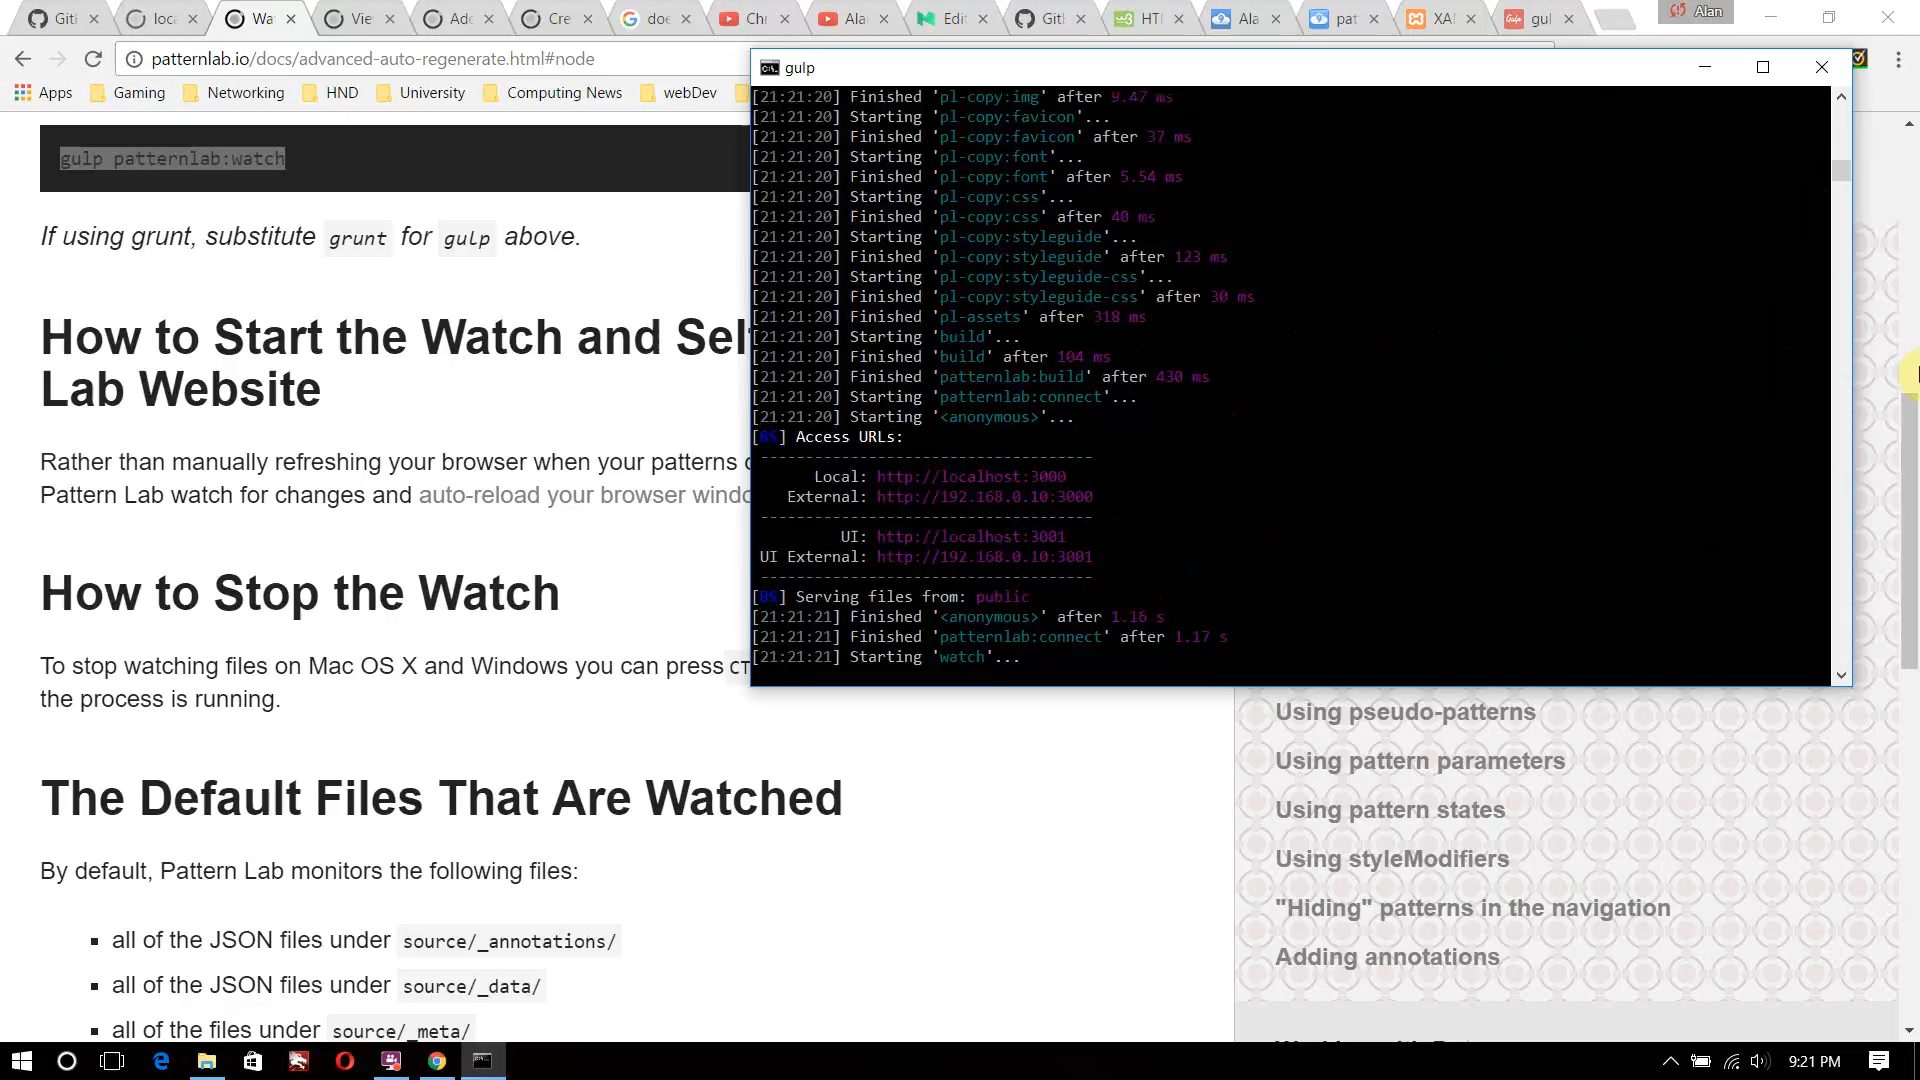 Git
loca
Wa
Vie
Adc
Cre
doe
Chr
Ala
Edit
Gith
HTI
Ala
pat
XAI
gul
Alan
patternlab.io/docs/advanced-auto-regenerate.html#node
Apps
Gaming
Networking
HND
University
Computing News
webDev
gulp patternlab:watch
If using grunt, substitute grunt for gulp above.
How to Start the Watch and Sel
Lab Website
Rather than manually refreshing your browser when your patterns
Pattern Lab watch for changes and auto-reload your browser windo
How to Stop the Watch
To stop watching files on Mac OS X and Windows you can press CT
the process is running.
The Default Files That Are Watched
By default, Pattern Lab monitors the following files:
▪ all of the JSON files under source/_annotations/
▪ all of the JSON files under source/_data/
▪ all of the files under source/_meta/
gulp
[21:21:20] Finished 'pl-copy:img' after 9.47 ms
[21:21:20] Starting 'pl-copy:favicon'...
[21:21:20] Finished 'pl-copy:favicon' after 37 ms
[21:21:20] Starting 'pl-copy:font'...
[21:21:20] Finished 'pl-copy:font' after 5.54 ms
[21:21:20] Starting 'pl-copy:css'...
[21:21:20] Finished 'pl-copy:css' after 40 ms
[21:21:20] Starting 'pl-copy:styleguide'...
[21:21:20] Finished 'pl-copy:styleguide' after 123 ms
[21:21:20] Starting 'pl-copy:styleguide-css'...
[21:21:20] Finished 'pl-copy:styleguide-css' after 30 ms
[21:21:20] Finished 'pl-assets' after 318 ms
[21:21:20] Starting 'build'...
[21:21:20] Finished 'build' after 104 ms
[21:21:20] Finished 'patternlab:build' after 430 ms
[21:21:20] Starting 'patternlab:connect'...
[21:21:20] Starting '<anonymous>'...
[BS] Access URLs:
-------------------------------------
Local: http://localhost:3000
External: http://192.168.0.10:3000
-------------------------------------
UI: http://localhost:3001
UI External: http://192.168.0.10:3001
-------------------------------------
[BS] Serving files from: public
[21:21:21] Finished '<anonymous>' after 1.16 s
[21:21:21] Finished 'patternlab:connect' after 1.17 s
[21:21:21] Starting 'watch'...
Using pseudo-patterns
Using pattern parameters
Using pattern states
Using styleModifiers
"Hiding" patterns in the navigation
Adding annotations
9:21 PM